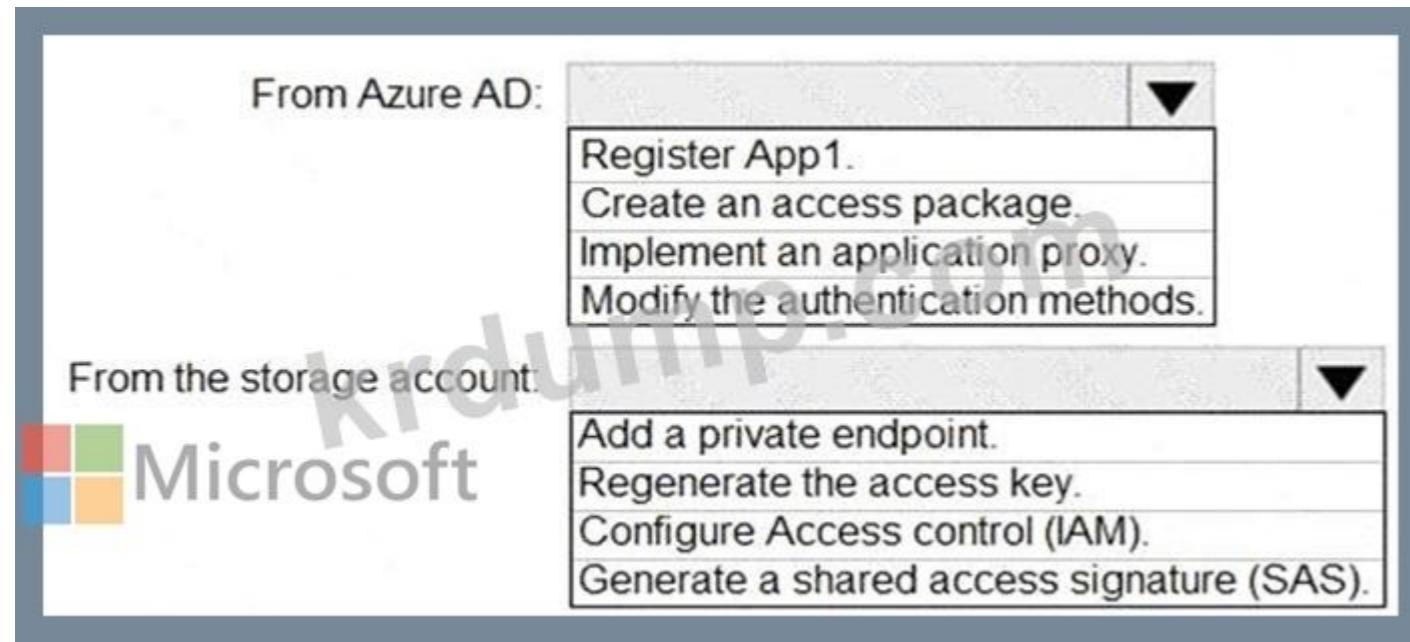 From Azure AD:
Register App1.
Create an access package.
Implement an application proxy.
Modify the authentication methods.
From the storage account:
Add a private endpoint.
Regenerate the access key.
Configure Access control (IAM).
Generate a shared access signature (SAS).
krdump.com
Microsoft